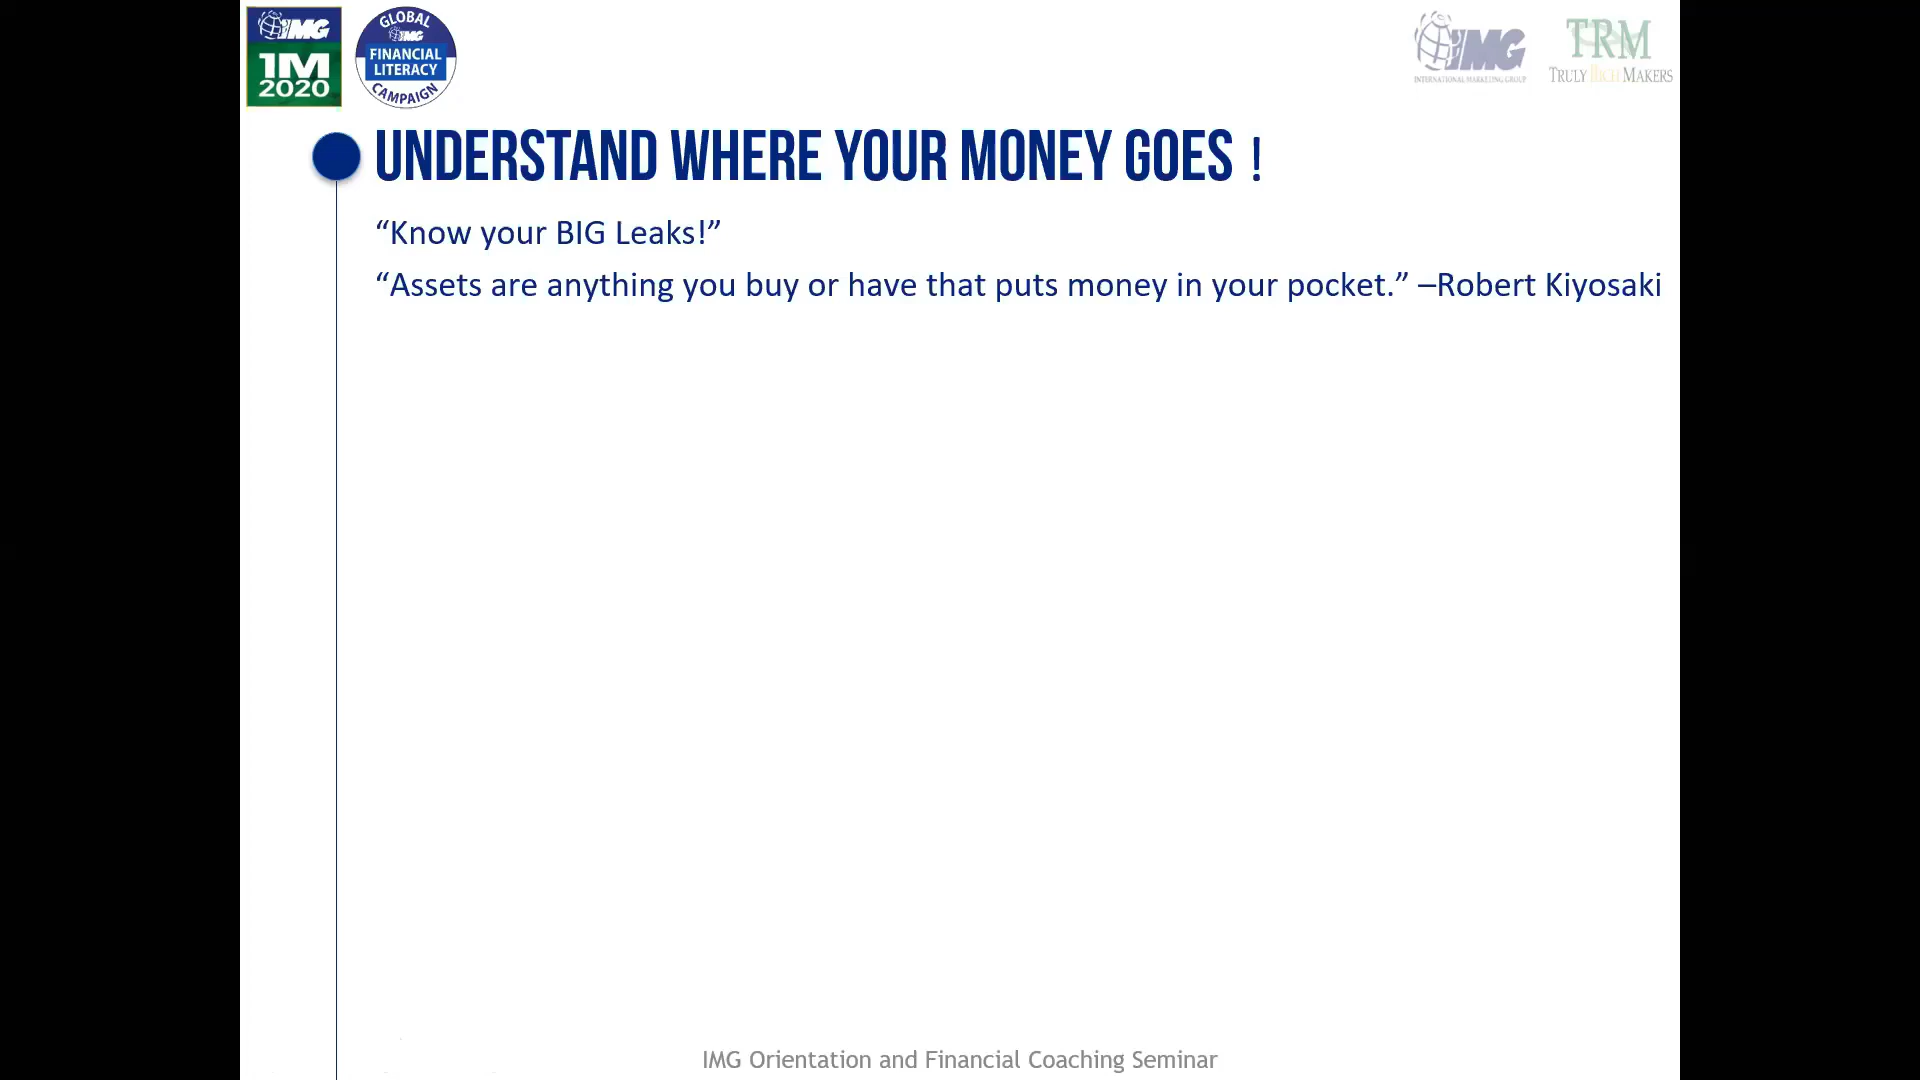 IMG
1M
2020
GLOBAL
IMG
FINANCIAL
LITERACY
CAMPAIGN
IMG
INTERNATIONAL MARKETING GROUP
TRM
TRULY RICH MAKERS
UNDERSTAND WHERE YOUR MONEY GOES !
“Know your BIG Leaks!”
“Assets are anything you buy or have that puts money in your pocket.” –Robert Kiyosaki
IMG Orientation and Financial Coaching Seminar